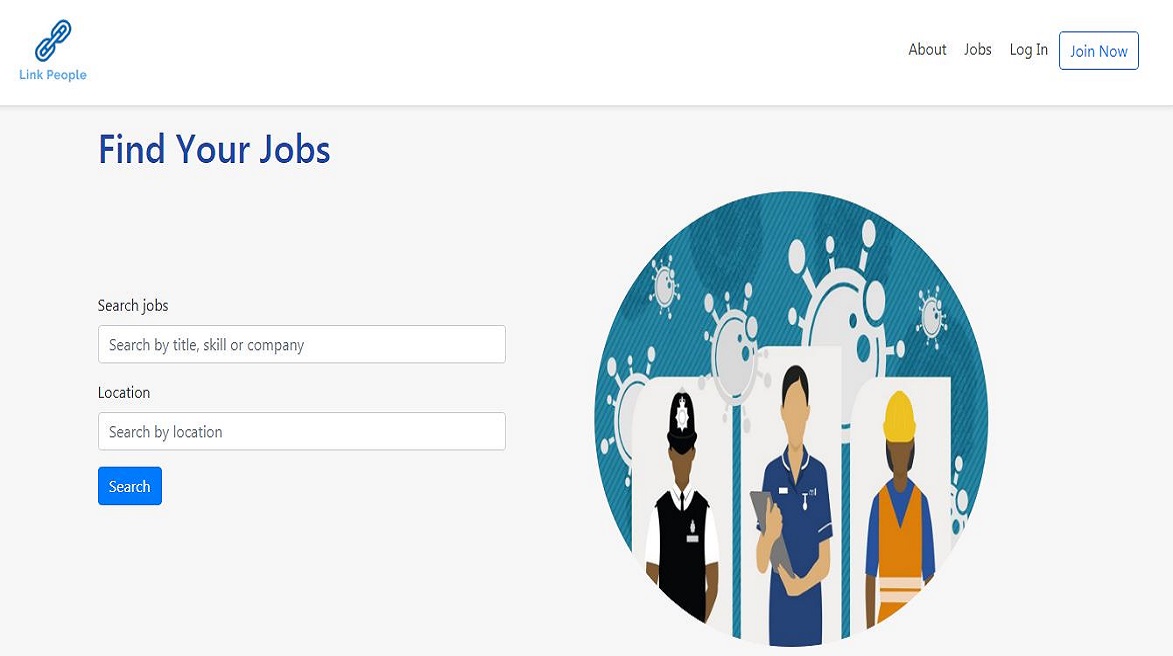 Link People
About
Jobs
Log In
Join Now
Find Your Jobs
Search jobs
Search by title, skill or company
Location
Search by location
Search